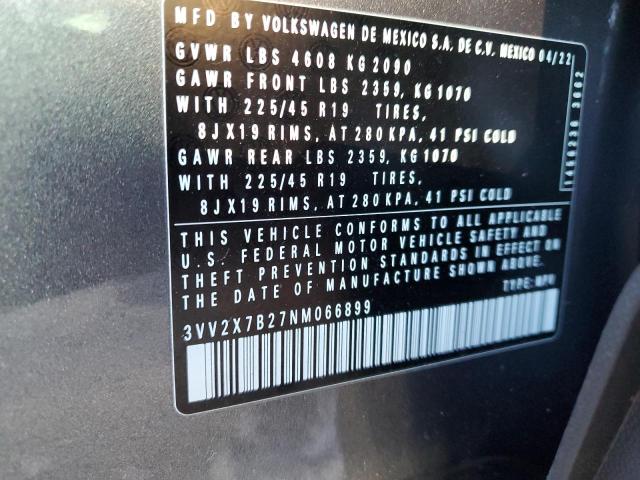 MFD BY VOLKSWAGEN DE MEXICO S.A. DE C.V. MEXICO 04/22
GVWR LBS 4608 KG 2090
GAWR FRONT LBS 2359, KG 1070
WITH 225/45 R19 TIRES,
8JX19 RIMS, AT 280 KPA, 41 PSI COLD
GAWR REAR LBS 2359, KG 1070
WITH 225/45 R19 TIRES,
8JX19 RIMS, AT 280 KPA, 41 PSI COLD
THIS VEHICLE CONFORMS TO ALL APPLICABLE
U.S. FEDERAL MOTOR VEHICLE SAFETY AND
THEFT PREVENTION STANDARDS IN EFFECT ON
THE DATE OF MANUFACTURE SHOWN ABOVE.
TYPE: MPV
3VV2X7B27NM066899